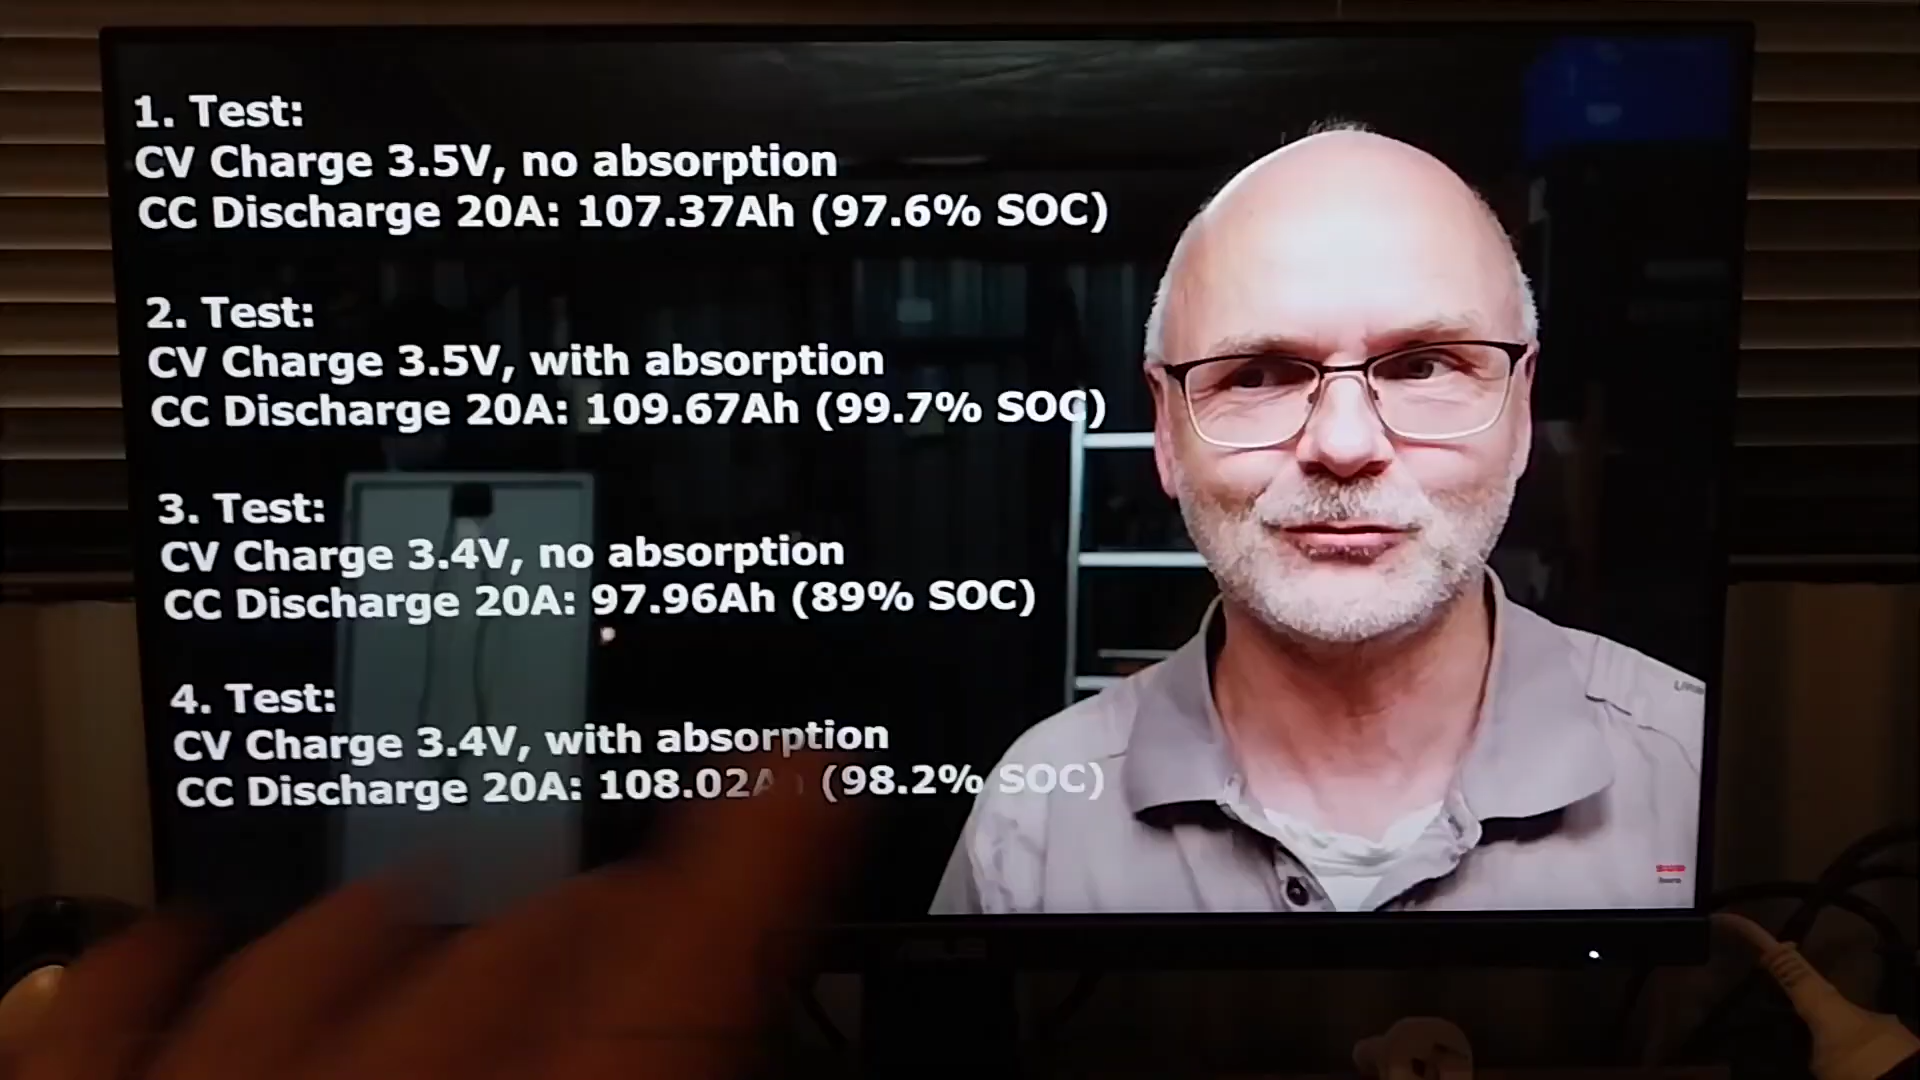 1. Test:
CV Charge 3.5V, no absorption
CC Discharge 20A: 107.37Ah (97.6% SOC)
2. Test:
CV Charge 3.5V, with absorption
CC Discharge 20A: 109.67Ah (99.7% SOC)
3. Test:
CV Charge 3.4V, no absorption
CC Discharge 20A: 97.96Ah (89% SOC)
4. Test:
CV Charge 3.4V, with absorption
CC Discharge 20A: 108.02A (98.2% SOC)
ASUS